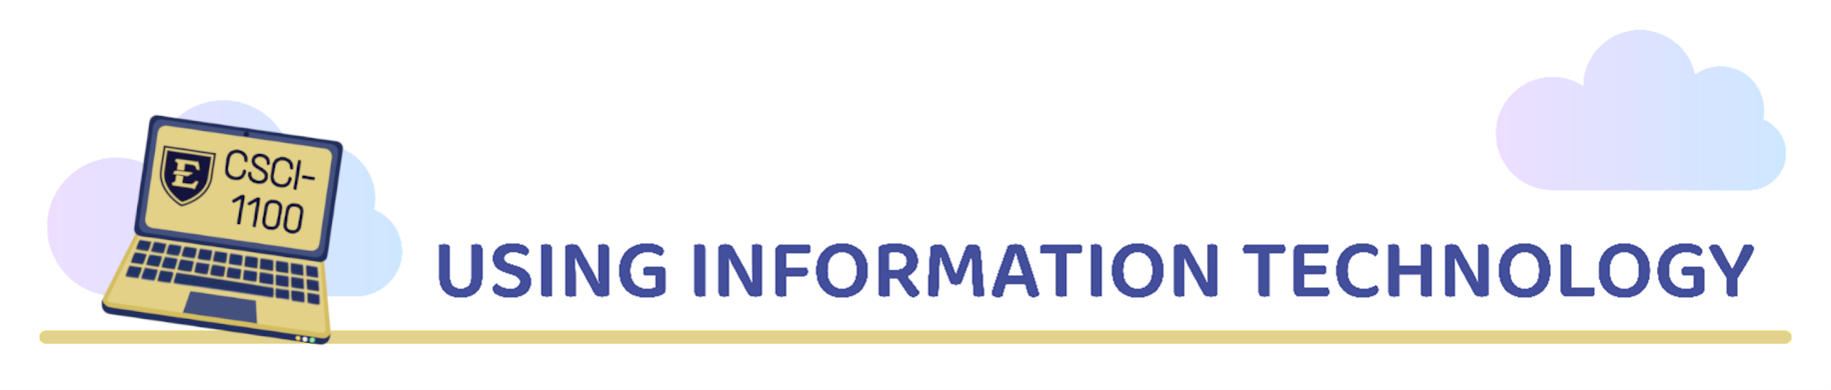 E
CSCI-
1100
USING INFORMATION TECHNOLOGY